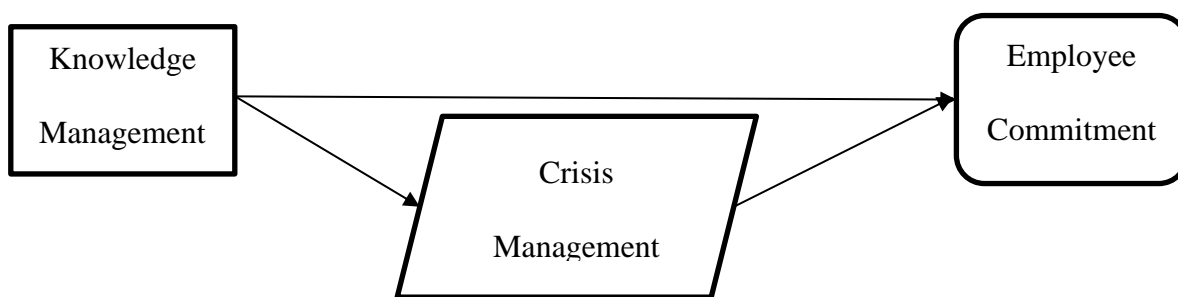 Knowledge
Management
Employee
Commitment
Crisis
Management